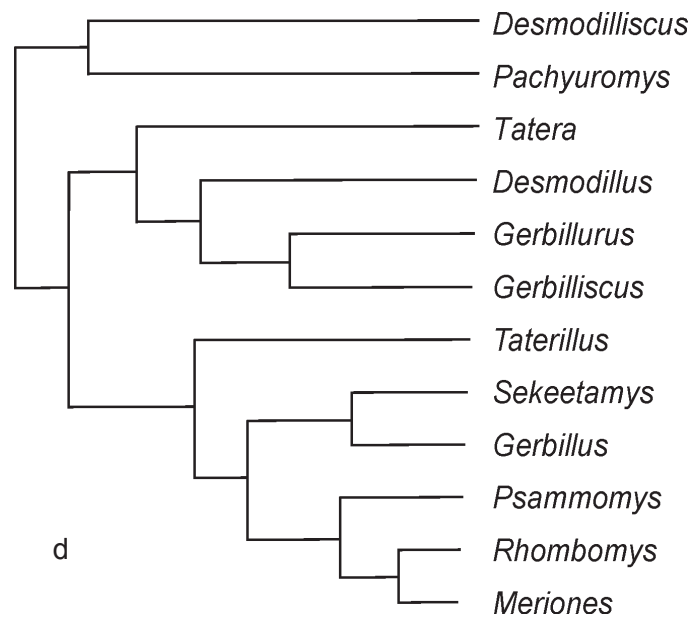 Desmodilliscus
Pachyuromys
Tatera
Desmodillus
Gerbillurus
Gerbilliscus
Taterillus
Sekeetamys
Gerbillus
Psammomys
d
Rhombomys
Meriones